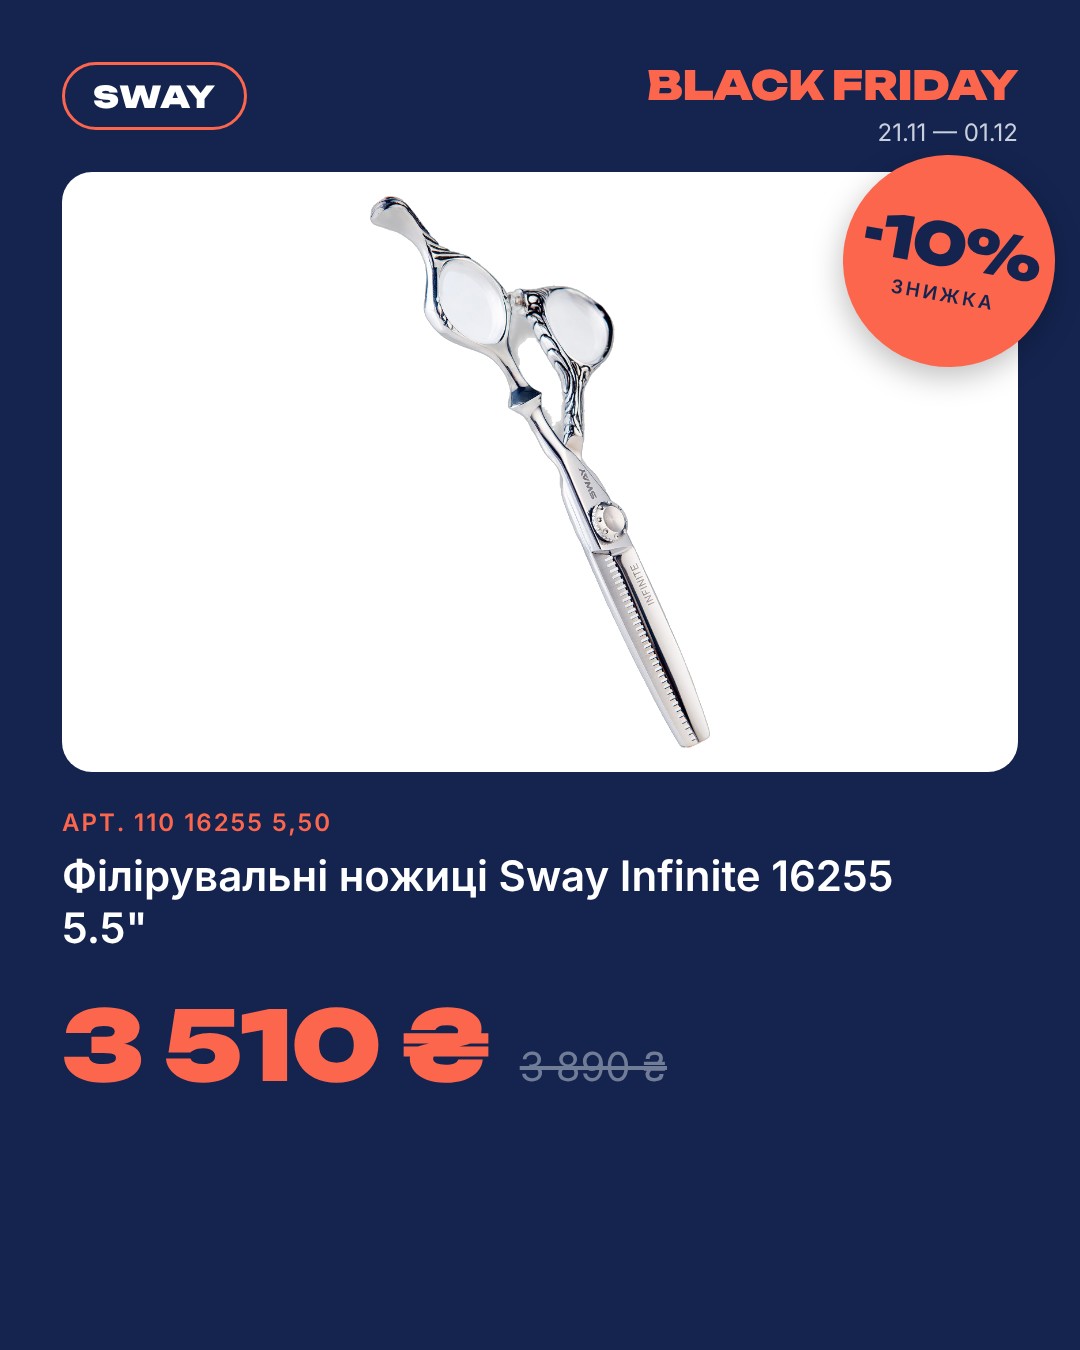 SWAY
BLACK FRIDAY
21.11 — 01.12
-10%
ЗНИЖКА
SWAY
INFINITE
АРТ. 110 16255 5,50
Філірувальні ножиці Sway Infinite 16255
5.5"
3 510 ₴
3 890 ₴